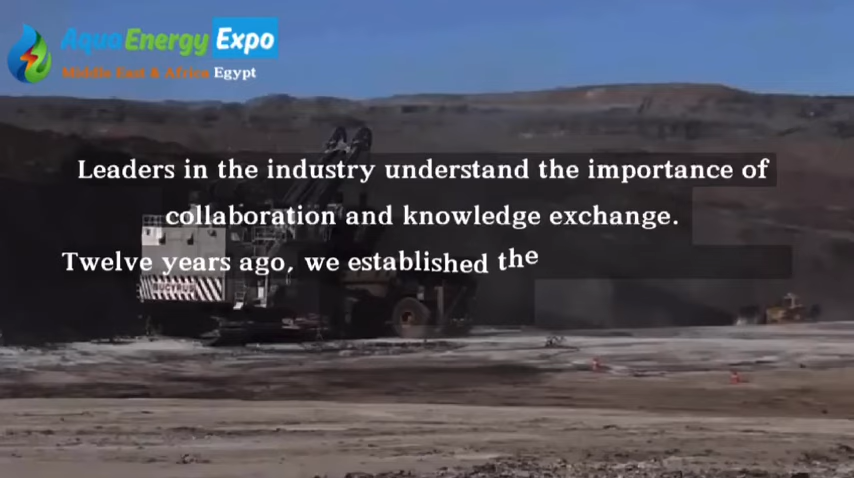 Aqua Energy Expo
Middle East & Africa Egypt
Leaders in the industry understand the importance of
collaboration and knowledge exchange.
Twelve years ago, we established the
BUCYRUS